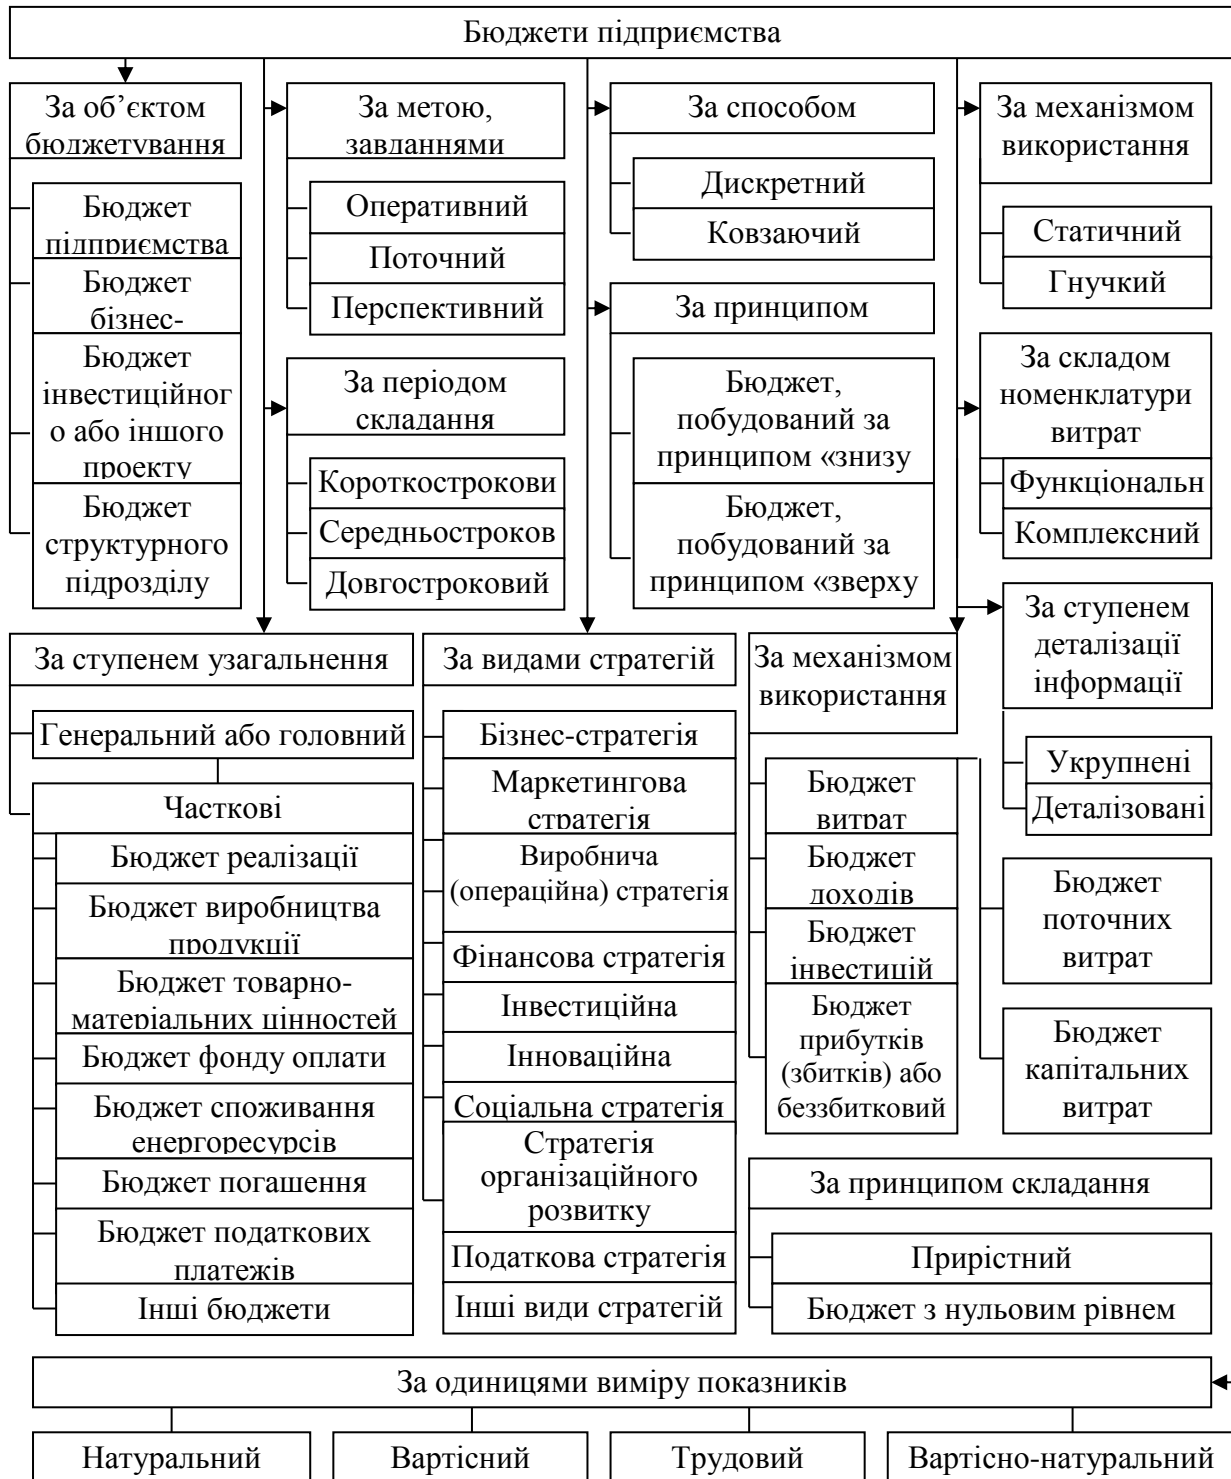 Бюджети підприємства
За об’єктом
бюджетування
Бюджет
підприємства
Бюджет
бізнес-
Бюджет
інвестиційног
о або іншого
проекту
Бюджет
структурного
підрозділу
За метою,
завданнями
Оперативний
Поточний
Перспективний
За періодом
складання
Короткострокови
Середньостроков
Довгостроковий
За способом
Дискретний
Ковзаючий
За принципом
Бюджет,
побудований за
принципом «знизу
Бюджет,
побудований за
принципом «зверху
За механізмом
використання
Статичний
Гнучкий
За складом
номенклатури
витрат
Функціональн
Комплексний
За ступенем
деталізації
інформації
Укрупнені
Деталізовані
За ступенем узагальнення
Генеральний або головний
Часткові
Бюджет реалізації
Бюджет виробництва
продукції
Бюджет товарно-
матеріальних цінностей
Бюджет фонду оплати
Бюджет споживання
енергоресурсів
Бюджет погашення
Бюджет податкових
платежів
Інші бюджети
За видами стратегій
Бізнес-стратегія
Маркетингова
стратегія
Виробнича
(операційна) стратегія
Фінансова стратегія
Інвестиційна
Інноваційна
Соціальна стратегія
Стратегія
організаційного
розвитку
Податкова стратегія
Інші види стратегій
За механізмом
використання
Бюджет
витрат
Бюджет
доходів
Бюджет
інвестицій
Бюджет
прибутків
(збитків) або
беззбитковий
Бюджет
поточних
витрат
Бюджет
капітальних
витрат
За принципом складання
Прирістний
Бюджет з нульовим рівнем
За одиницями виміру показників
Натуральний
Вартісний
Трудовий
Вартісно-натуральний